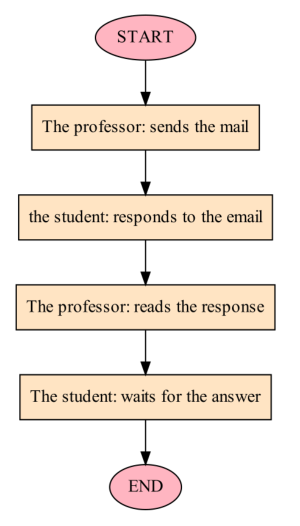 START
The professor: sends the mail
the student: responds to the email
The professor: reads the response
The student: waits for the answer
END